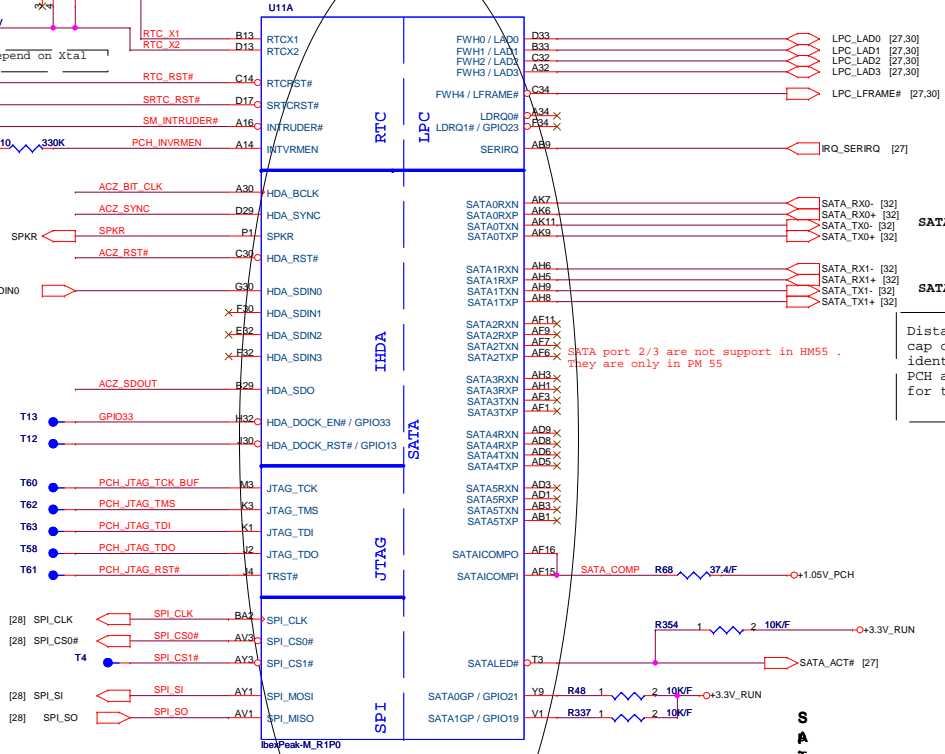 U11A
RTC_X1 B13 RTCX1 FWH0 / LAD0 D33 LPC_LAD0 [27,30]
RTC_X2 D13 RTCX2 FWH1 / LAD1 B33 LPC_LAD1 [27,30]
epend on Xtal FWH2 / LAD2 C32 LPC_LAD2 [27,30]
FWH3 / LAD3 A32 LPC_LAD3 [27,30]
RTC_RST# C14 RTCRST#
FWH4 / LFRAME# C34 LPC_LFRAME# [27,30]
SRTC_RST# D17 SRTCRST#
LDRQ0# A34
SM_INTRUDER# A16 INTRUDER# RTC LPC LDRQ1# / GPIO23 F34
10 330K PCH_INVRMEN A14 INTVRMEN SERIRQ AB9 IRQ_SERIRQ [27]
ACZ_BIT_CLK A30 HDA_BCLK
SATA0RXN AK7 SATA_RX0- [32]
ACZ_SYNC D29 HDA_SYNC SATA0RXP AK6 SATA_RX0+ [32]
SATA0TXN AK11 SATA_TX0- [32] SATA
SPKR SPKR P1 SPKR SATA0TXP AK9 SATA_TX0+ [32]
ACZ_RST# C30 HDA_RST#
SATA1RXN AH6 SATA_RX1- [32]
SATA1RXP AH5 SATA_RX1+ [32]
DIN0 G30 HDA_SDIN0 SATA1TXN AH9 SATA_TX1- [32] SATA
SATA1TXP AH8 SATA_TX1+ [32]
F30 HDA_SDIN1
SATA2RXN AF11
E32 HDA_SDIN2 SATA2RXP AF9 Dista
SATA2TXN AF7 cap o
F32 HDA_SDIN3 IHDA SATA2TXP AF6 SATA port 2/3 are not support in HM55 .
They are only in PM 55 ident
SATA3RXN AH3 PCH a
ACZ_SDOUT B29 HDA_SDO SATA3RXP AH1 for t
SATA3TXN AF3
SATA3TXP AF1
T13 GPIO33 H32 HDA_DOCK_EN# / GPIO33
SATA4RXN AD9
T12 J30 HDA_DOCK_RST# / GPIO13 SATA SATA4RXP AD8
SATA4TXN AD6
SATA4TXP AD5
T60 PCH_JTAG_TCK_BUF M3 JTAG_TCK SATA5RXN AD3
SATA5RXP AD1
T62 PCH_JTAG_TMS K3 JTAG_TMS SATA5TXN AB3
SATA5TXP AB1
T63 PCH_JTAG_TDI K1 JTAG_TDI
T58 PCH_JTAG_TDO J2 JTAG_TDO JTAG SATAICOMPO AF16
T61 PCH_JTAG_RST# J4 TRST# SATAICOMPI AF15 SATA_COMP R68 37.4/F +1.05V_PCH
[28] SPI_CLK SPI_CLK BA2 SPI_CLK
R354 1 2 10K/F +3.3V_RUN
[28] SPI_CS0# SPI_CS0# AV3 SPI_CS0#
T4 SPI_CS1# AY3 SPI_CS1# SATALED# T3 SATA_ACT# [27]
[28] SPI_SI SPI_SI AY1 SPI_MOSI SATA0GP / GPIO21 Y9 R48 1 2 10K/F +3.3V_RUN
[28] SPI_SO SPI_SO AV1 SPI_MISO SPI SATA1GP / GPIO19 V1 R337 1 2 10K/F
IbexPeak-M_R1P0
S
A